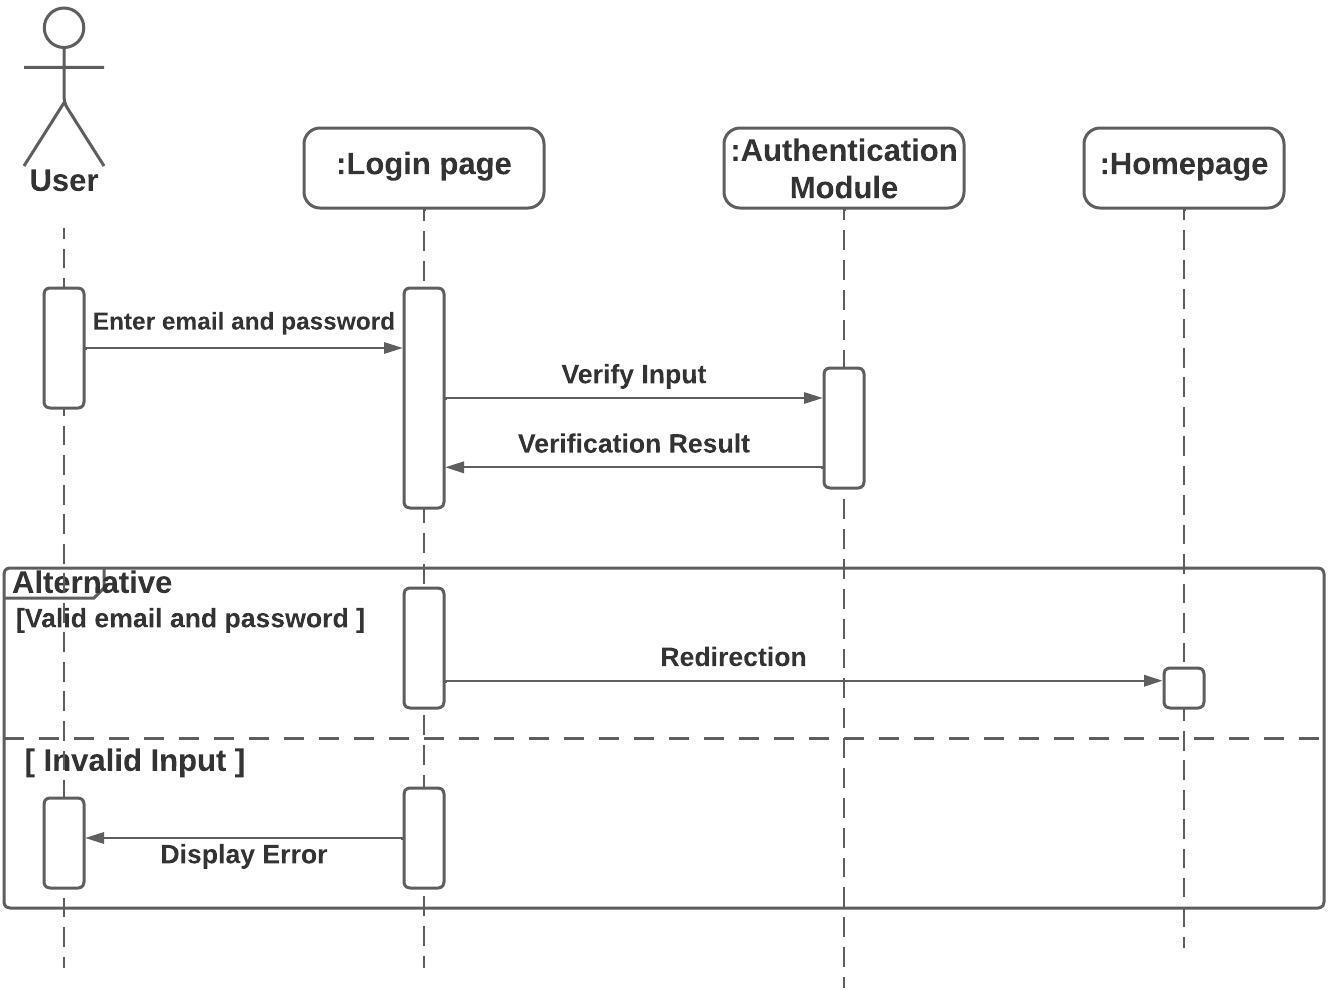 User
:Login page
:Authentication
Module
:Homepage
Enter email and password
Verify Input
Verification Result
Alternative
[Valid email and password ]
Redirection
[ Invalid Input ]
Display Error